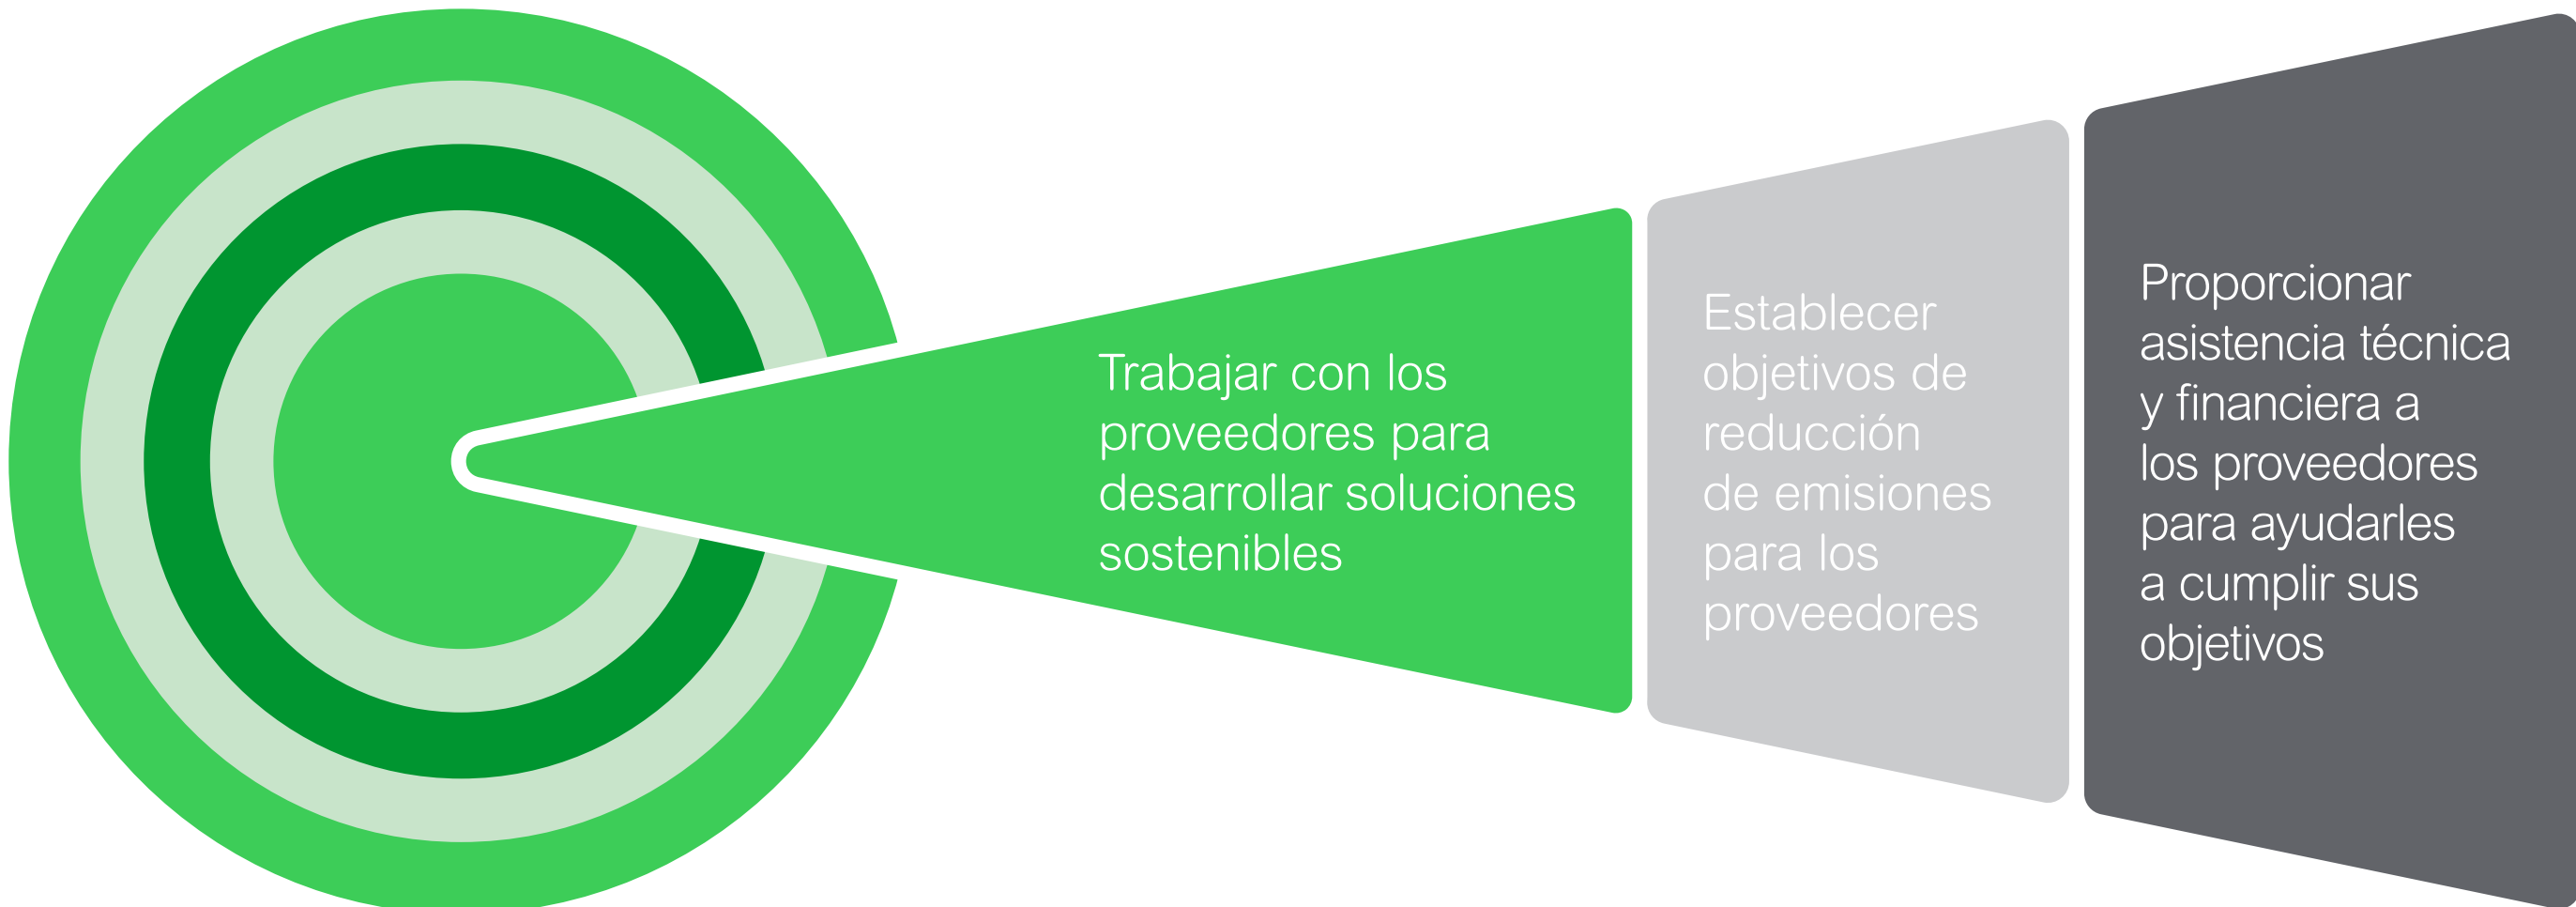 Trabajar con los
proveedores para
desarrollar soluciones
sostenibles
Establecer
objetivos de
reducción
de emisiones
para los
proveedores
Proporcionar
asistencia técnica
y financiera a
los proveedores
para ayudarles
a cumplir sus
objetivos